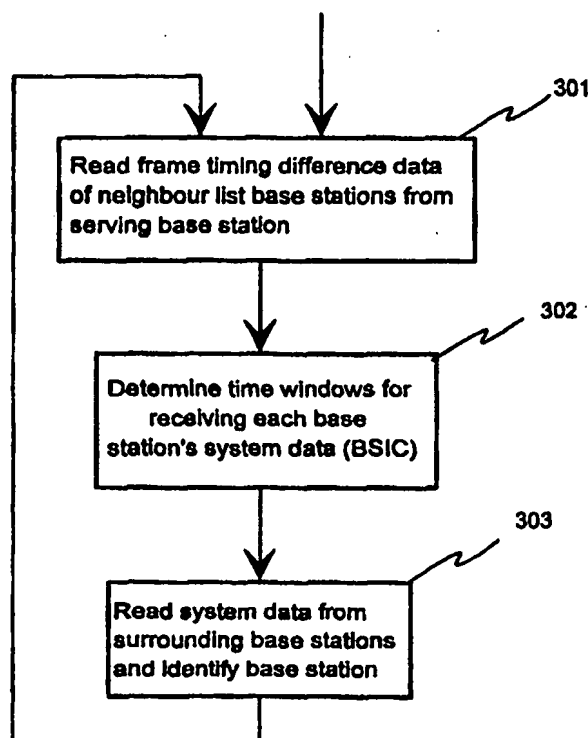 301
Read frame timing difference data
of neighbour list base stations from
serving base station
302
Determine time windows for
receiving each base
station's system data (BSIC)
303
Read system data from
surrounding base stations
and identify base station